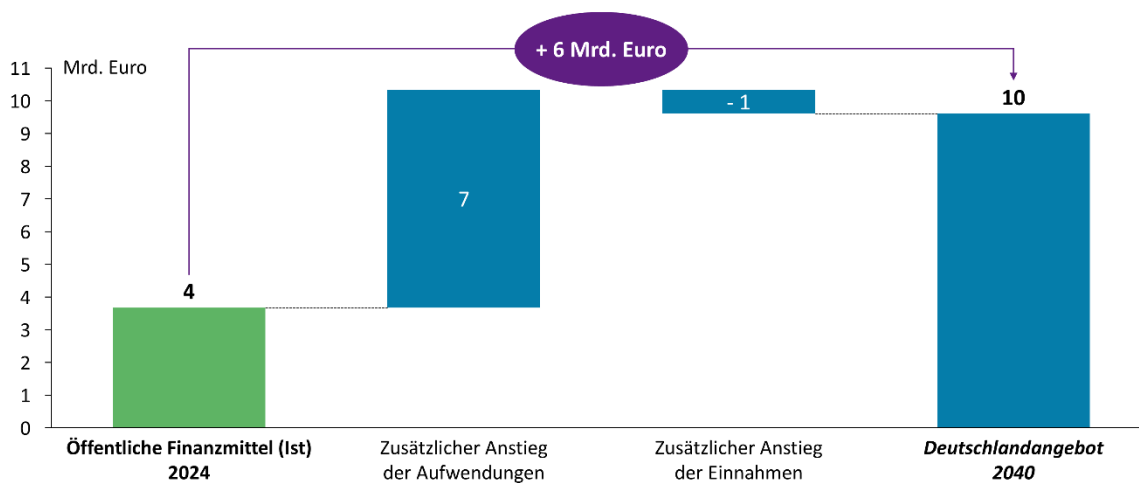 + 6 Mrd. Euro
Mrd. Euro
11
10
9
8
7
6
5
4
3
2
1
0
4
7
- 1
10
Öffentliche Finanzmittel (Ist)
2024
Zusätzlicher Anstieg
der Aufwendungen
Zusätzlicher Anstieg
der Einnahmen
Deutschlandangebot
2040